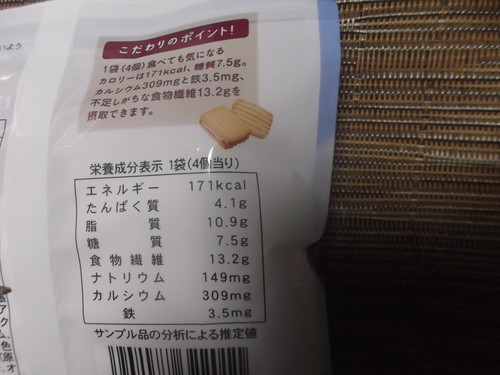 いよう
こだわりのポイント!
1袋(4個)食べても気になる
カロリーは171kcal、糖質7.5g。
カルシウム309mgと鉄3.5mg、
不足しがちな食物繊維13.2gを
摂取できます。
栄養成分表示 1袋(4個当り)
エネルギー 171kcal
たんぱく質 4.1g
脂質 10.9g
糖質 7.5g
食物繊維 13.2g
ナトリウム 149mg
カルシウム 309mg
鉄 3.5mg
サンプル品の分析による推定値